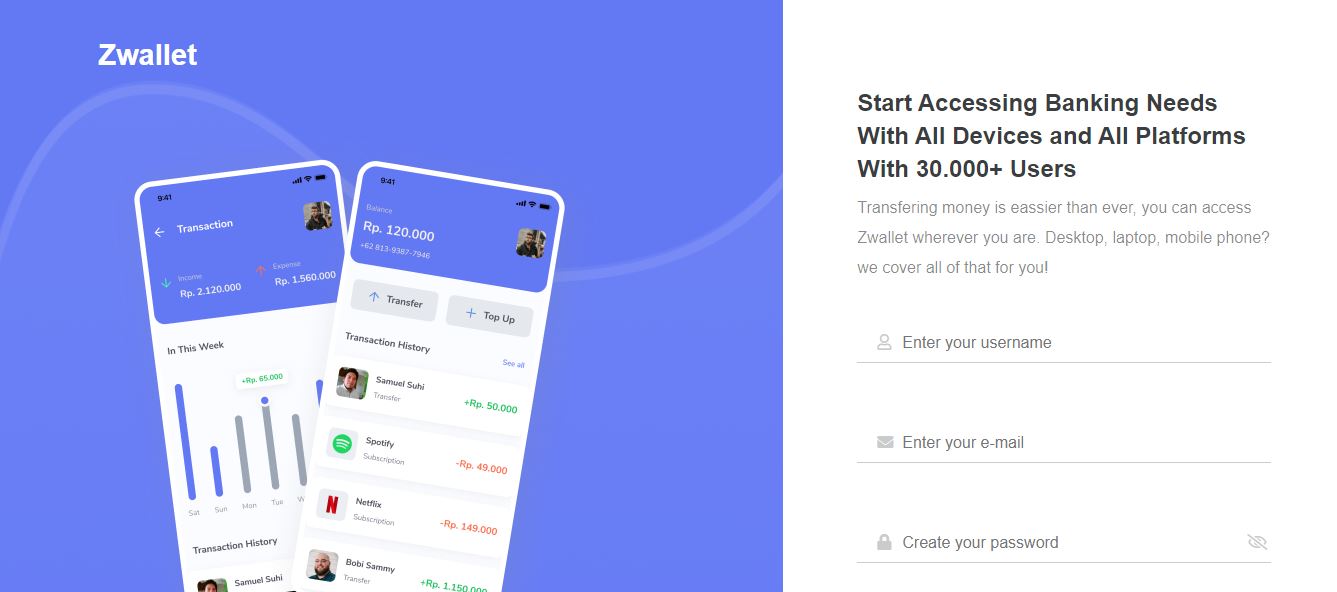 Zwallet
9:41
Transaction
Income
Rp. 2.120.000
Expense
Rp. 1.560.000
In This Week
+Rp. 65.000
Sat
Sun
Mon
Tue
Transaction History
Samuel Suhi
9:41
Balance
Rp. 120.000
+62 813-9387-7946
Transfer
Top Up
Transaction History
See all
Samuel Suhi
Transfer
+Rp. 50.000
Spotify
Subscription
-Rp. 49.000
Netflix
Subscription
-Rp. 149.000
Bobi Sammy
Transfer
+Rp. 1.150.000
Start Accessing Banking Needs
With All Devices and All Platforms
With 30.000+ Users
Transfering money is eassier than ever, you can access
Zwallet wherever you are. Desktop, laptop, mobile phone?
we cover all of that for you!
Enter your username
Enter your e-mail
Create your password